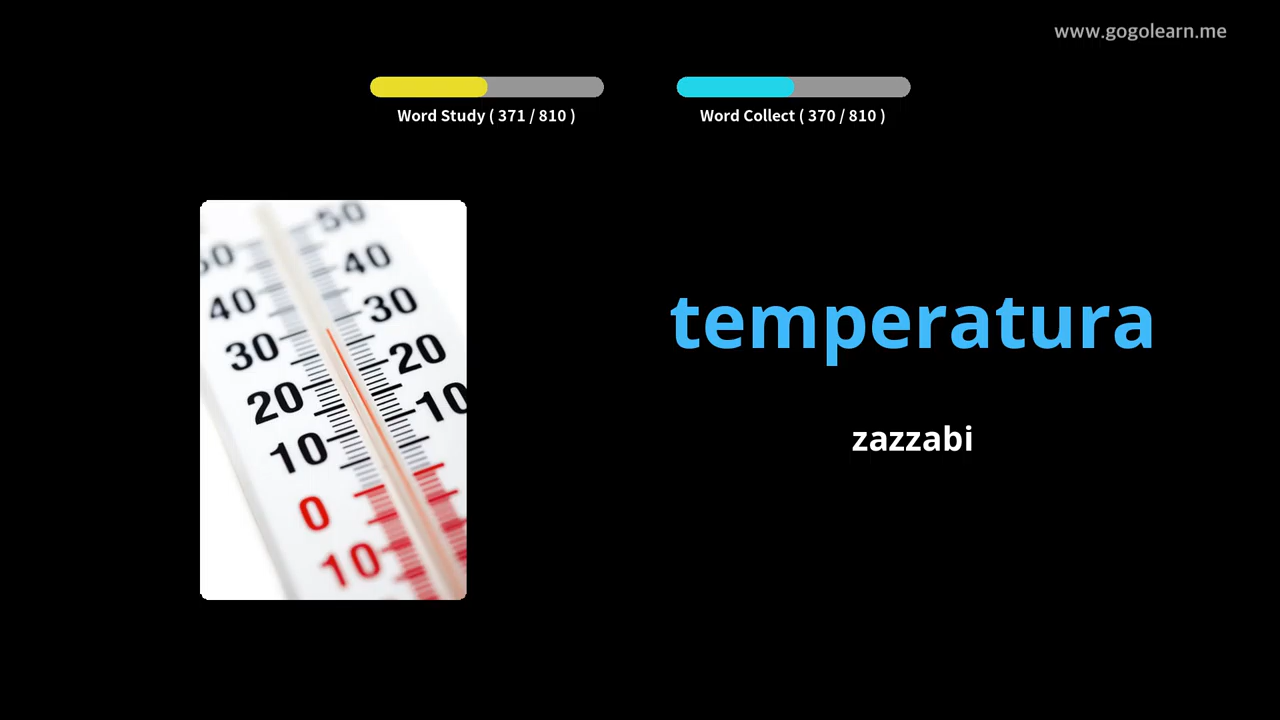 www.gogolearn.me
Word Study ( 371 / 810 )
Word Collect ( 370 / 810 )
50
50
40
40
30
30
20
20
10
10
0
10
temperatura
zazzabi